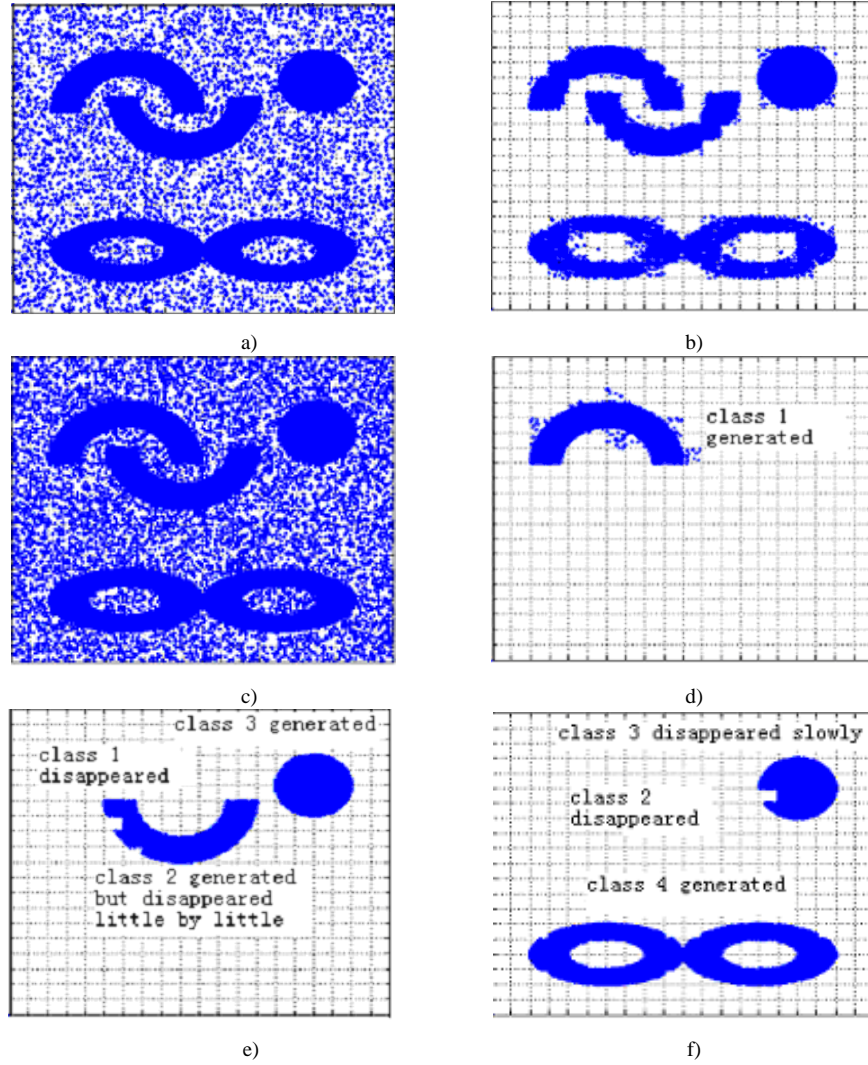 a)
b)
class 1
generated
c)
d)
class 3 generated
class 1
disappeared
class 2 generated
but disappeared
little by little
class 3 disappeared slowly
class 2
disappeared
class 4 generated
e)
f)